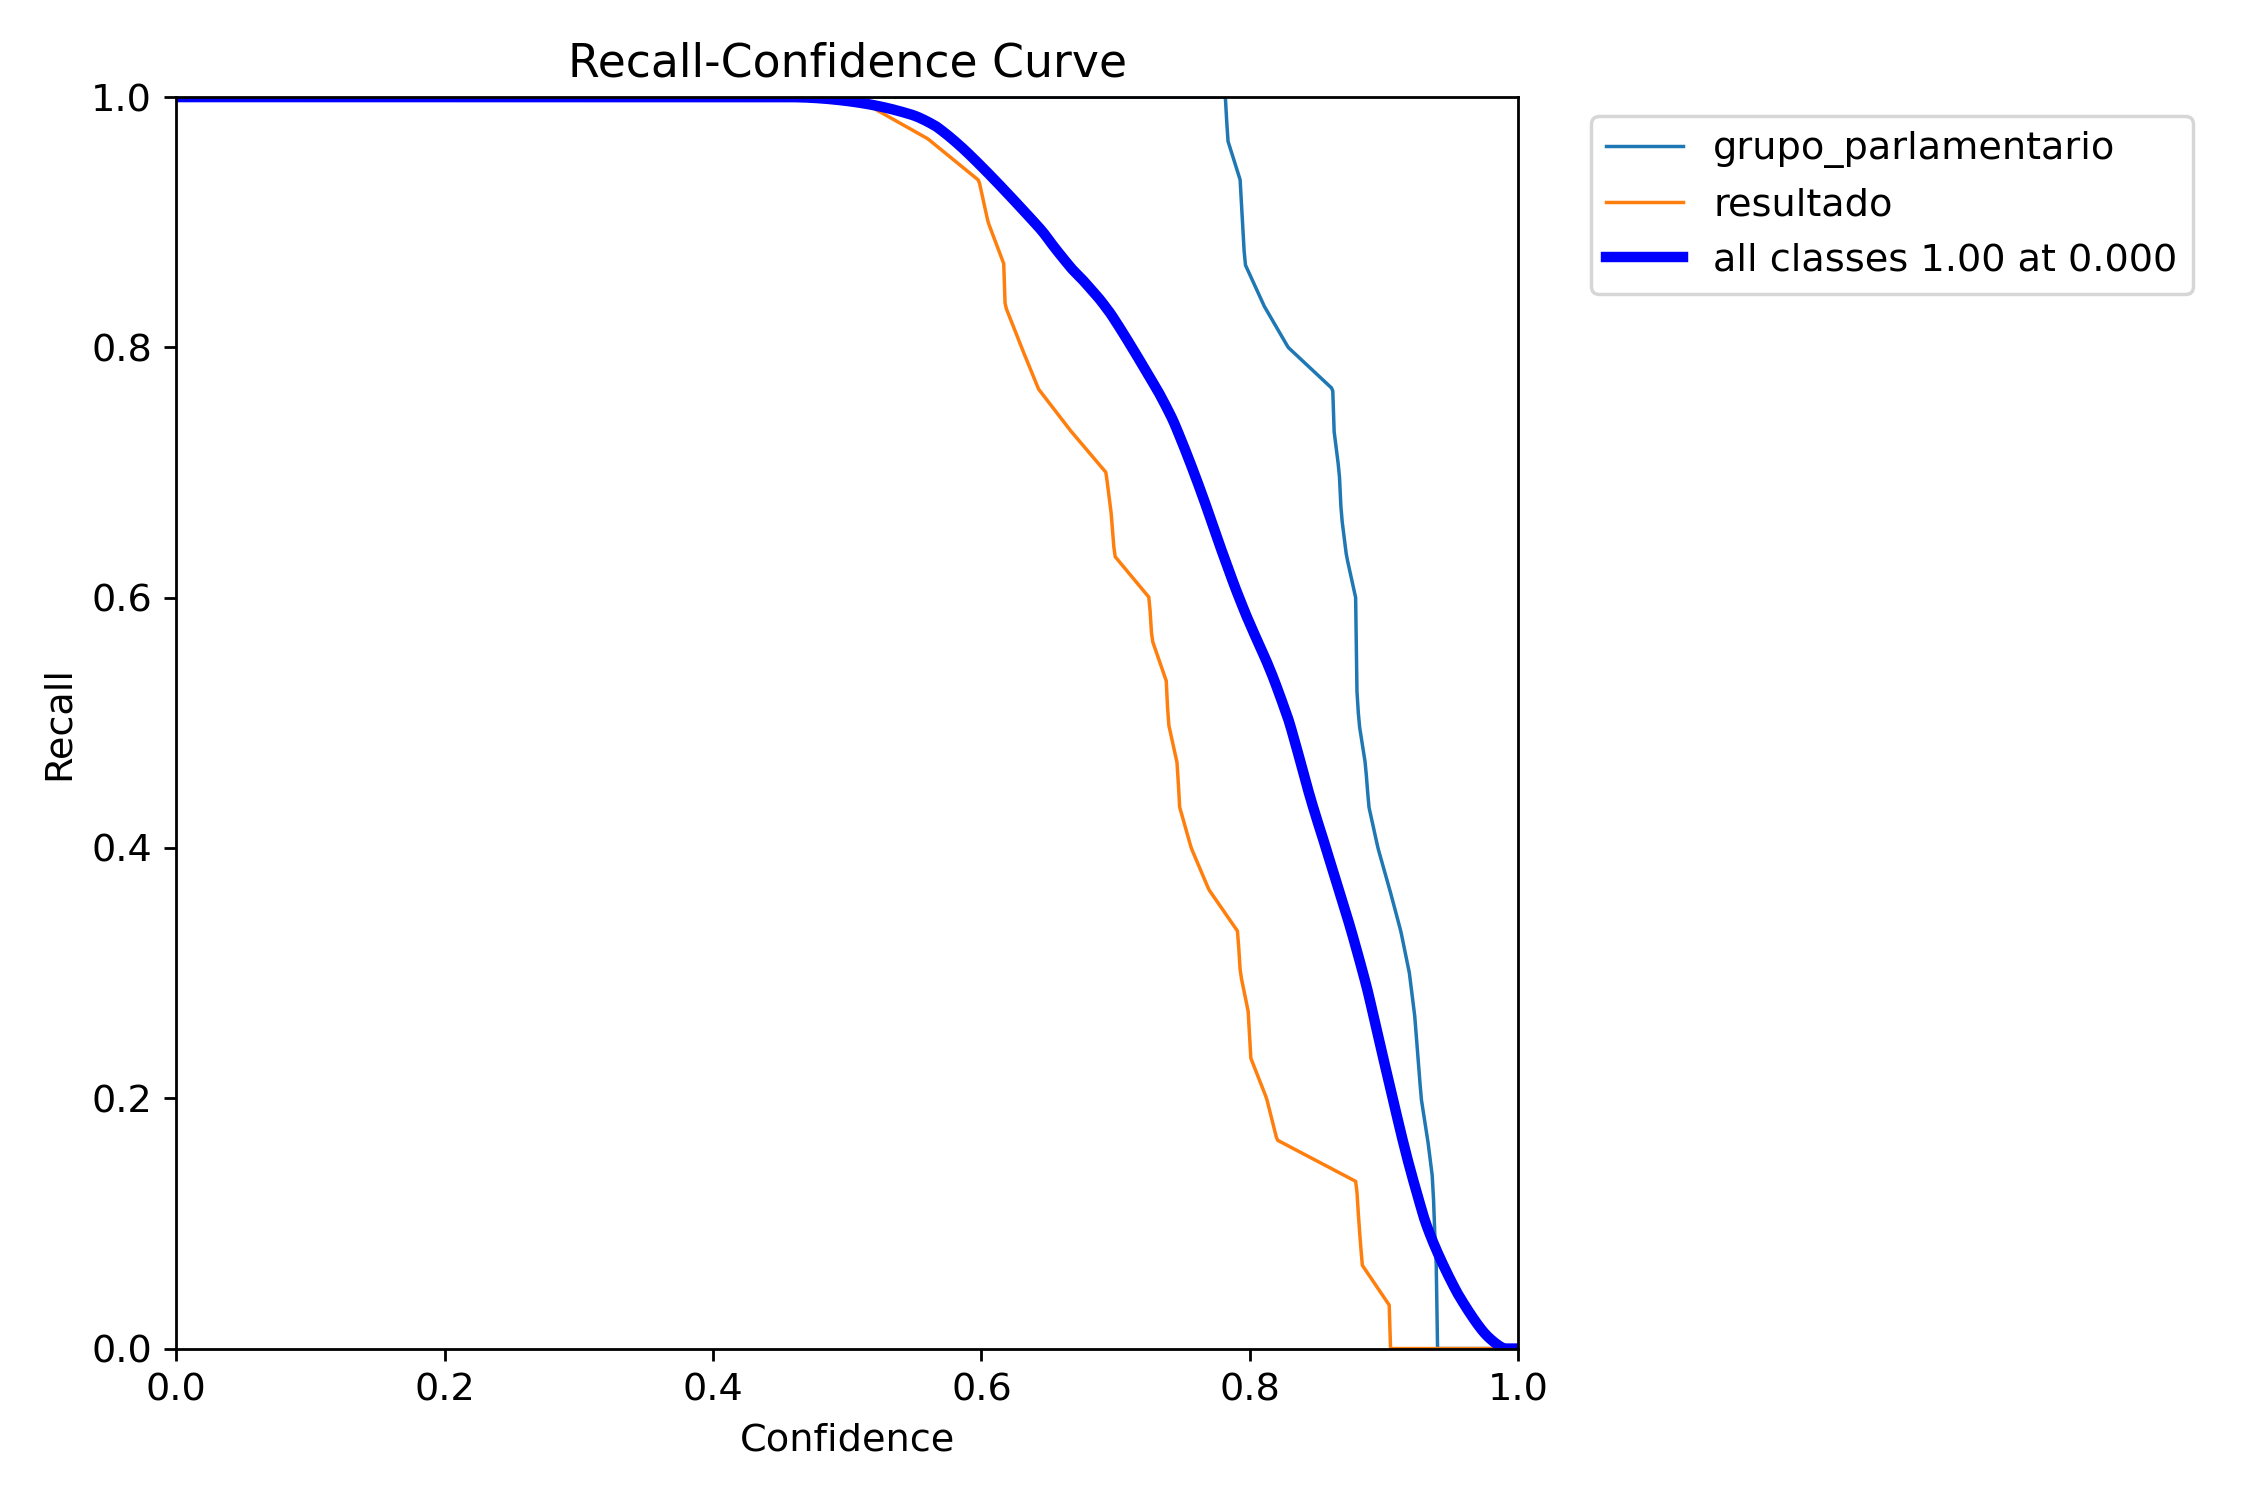 Recall-Confidence Curve
1.0
0.8
0.6
0.4
0.2
0.0
Recall
0.0 0.2 0.4 0.6 0.8 1.0
Confidence
grupo_parlamentario
resultado
all classes 1.00 at 0.000